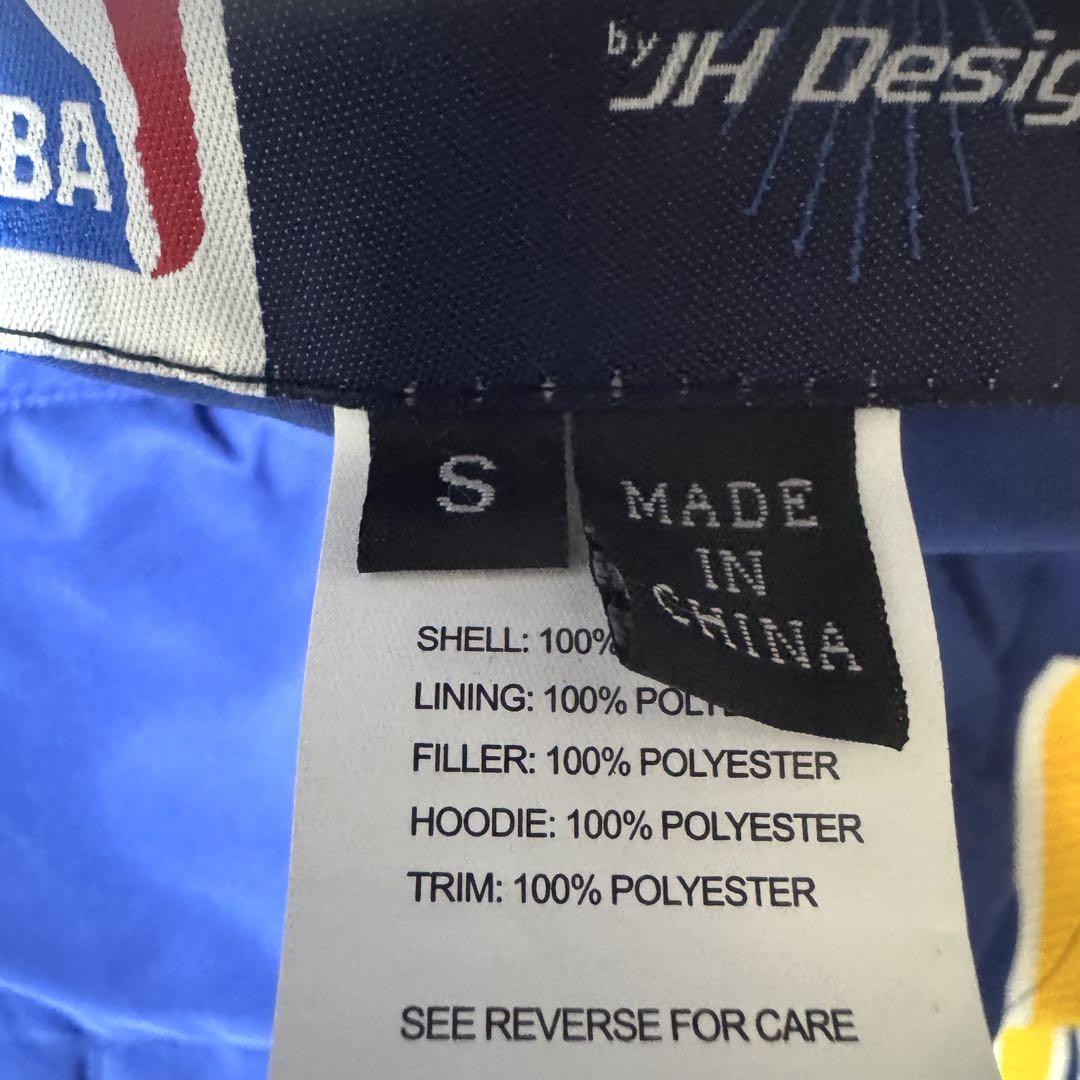 BA
by JH Desig
S
MADE
IN
CHINA
SHELL: 100%
LINING: 100% POLY
FILLER: 100% POLYESTER
HOODIE: 100% POLYESTER
TRIM: 100% POLYESTER
SEE REVERSE FOR CARE